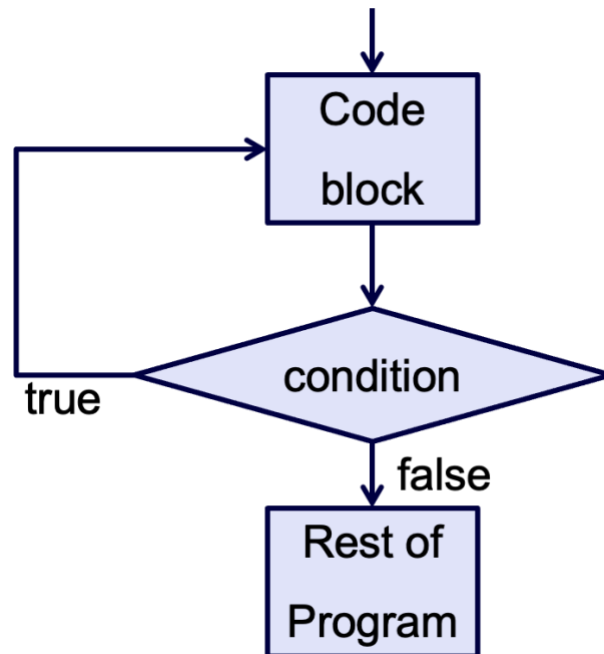 Code
block
condition
true
false
Rest of
Program